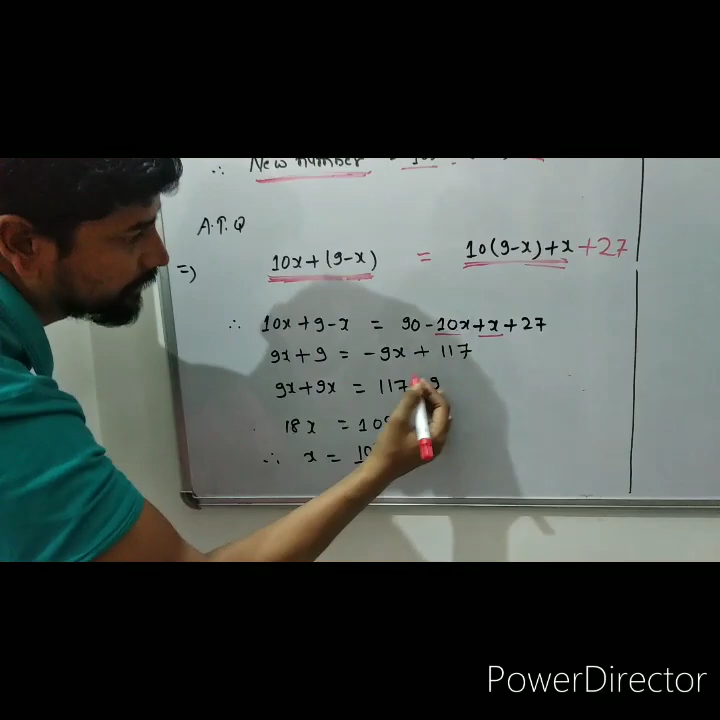 ∴ New number =
A.T.Q
=) 10x+(9-x) = 10(9-x)+x+27
∴ 10x+9-x = 90-10x+x+27
9x+9 = -9x+117
9x+9x = 117 9
18x = 10
∴ x = 10
PowerDirector